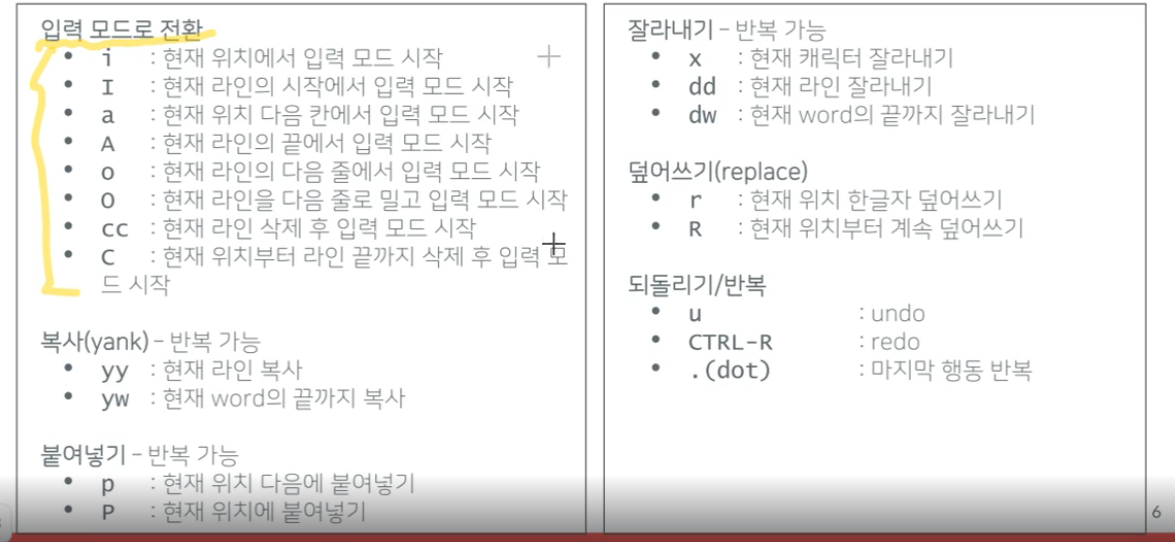 입력 모드로 전환
• i : 현재 위치에서 입력 모드 시작
• I : 현재 라인의 시작에서 입력 모드 시작
• a : 현재 위치 다음 칸에서 입력 모드 시작
• A : 현재 라인의 끝에서 입력 모드 시작
• o : 현재 라인의 다음 줄에서 입력 모드 시작
• O : 현재 라인을 다음 줄로 밀고 입력 모드 시작
• cc : 현재 라인 삭제 후 입력 모드 시작
• C : 현재 위치부터 라인 끝까지 삭제 후 입력 모
드 시작
복사(yank) – 반복 가능
• yy : 현재 라인 복사
• yw : 현재 word의 끝까지 복사
붙여넣기 – 반복 가능
• p : 현재 위치 다음에 붙여넣기
• P : 현재 위치에 붙여넣기
잘라내기 – 반복 가능
• x : 현재 캐릭터 잘라내기
• dd : 현재 라인 잘라내기
• dw : 현재 word의 끝까지 잘라내기
덮어쓰기(replace)
• r : 현재 위치 한글자 덮어쓰기
• R : 현재 위치부터 계속 덮어쓰기
되돌리기/반복
• u : undo
• CTRL-R : redo
• .(dot) : 마지막 행동 반복
6